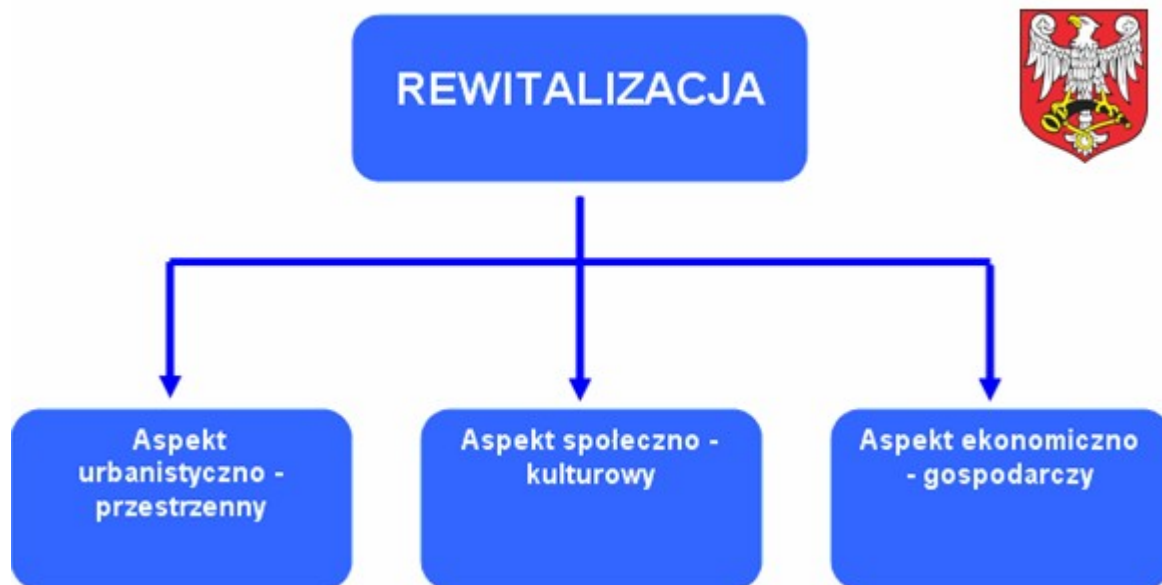 REWITALIZACJA
Aspekt
urbanistyczno -
przestrzenny
Aspekt społeczno -
kulturowy
Aspekt ekonomiczno
- gospodarczy